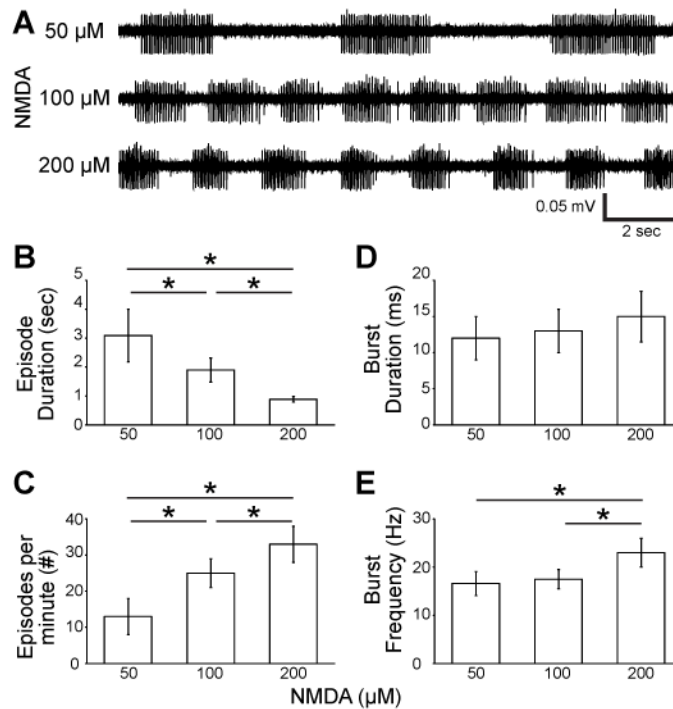 A
50 µM
NMDA
100 µM
200 µM
0.05 mV
2 sec
B
*
*
*
Episode
Duration (sec)
5
4
3
2
1
0
50
100
200
D
Burst
Duration (ms)
20
15
10
5
0
50
100
200
C
*
*
*
Episodes per
minute (#)
40
30
20
10
0
50
100
200
E
*
*
Burst
Frequency (Hz)
30
20
10
0
50
100
200
NMDA (µM)